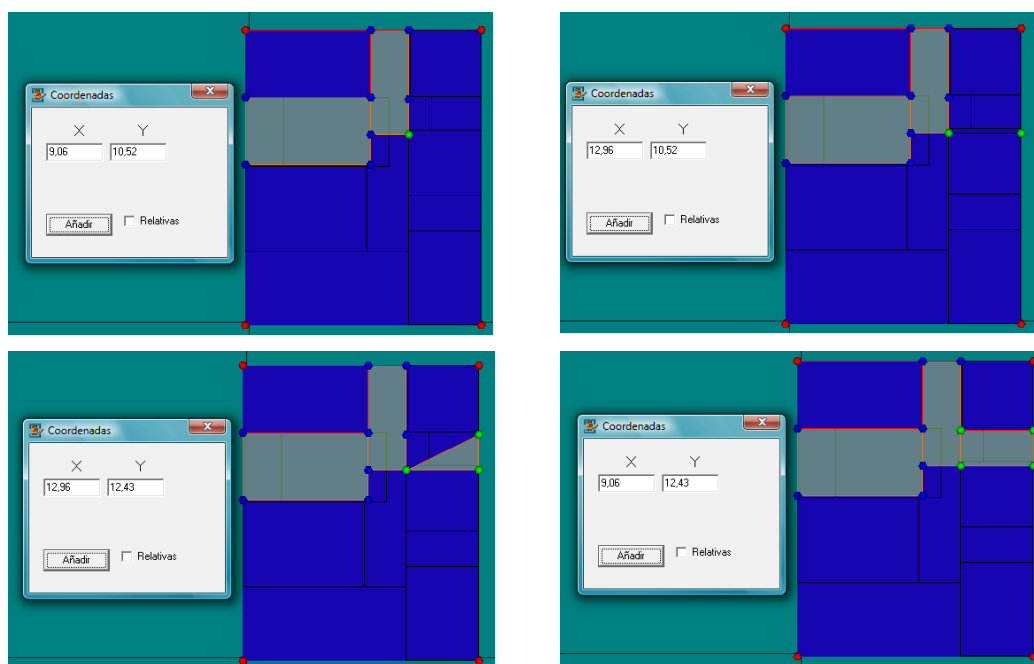 Coordenadas
X Y
9,06 10,52
Añadir Relativas
Coordenadas
X Y
12,96 10,52
Añadir Relativas
Coordenadas
X Y
12,96 12,43
Añadir Relativas
Coordenadas
X Y
9,06 12,43
Añadir Relativas